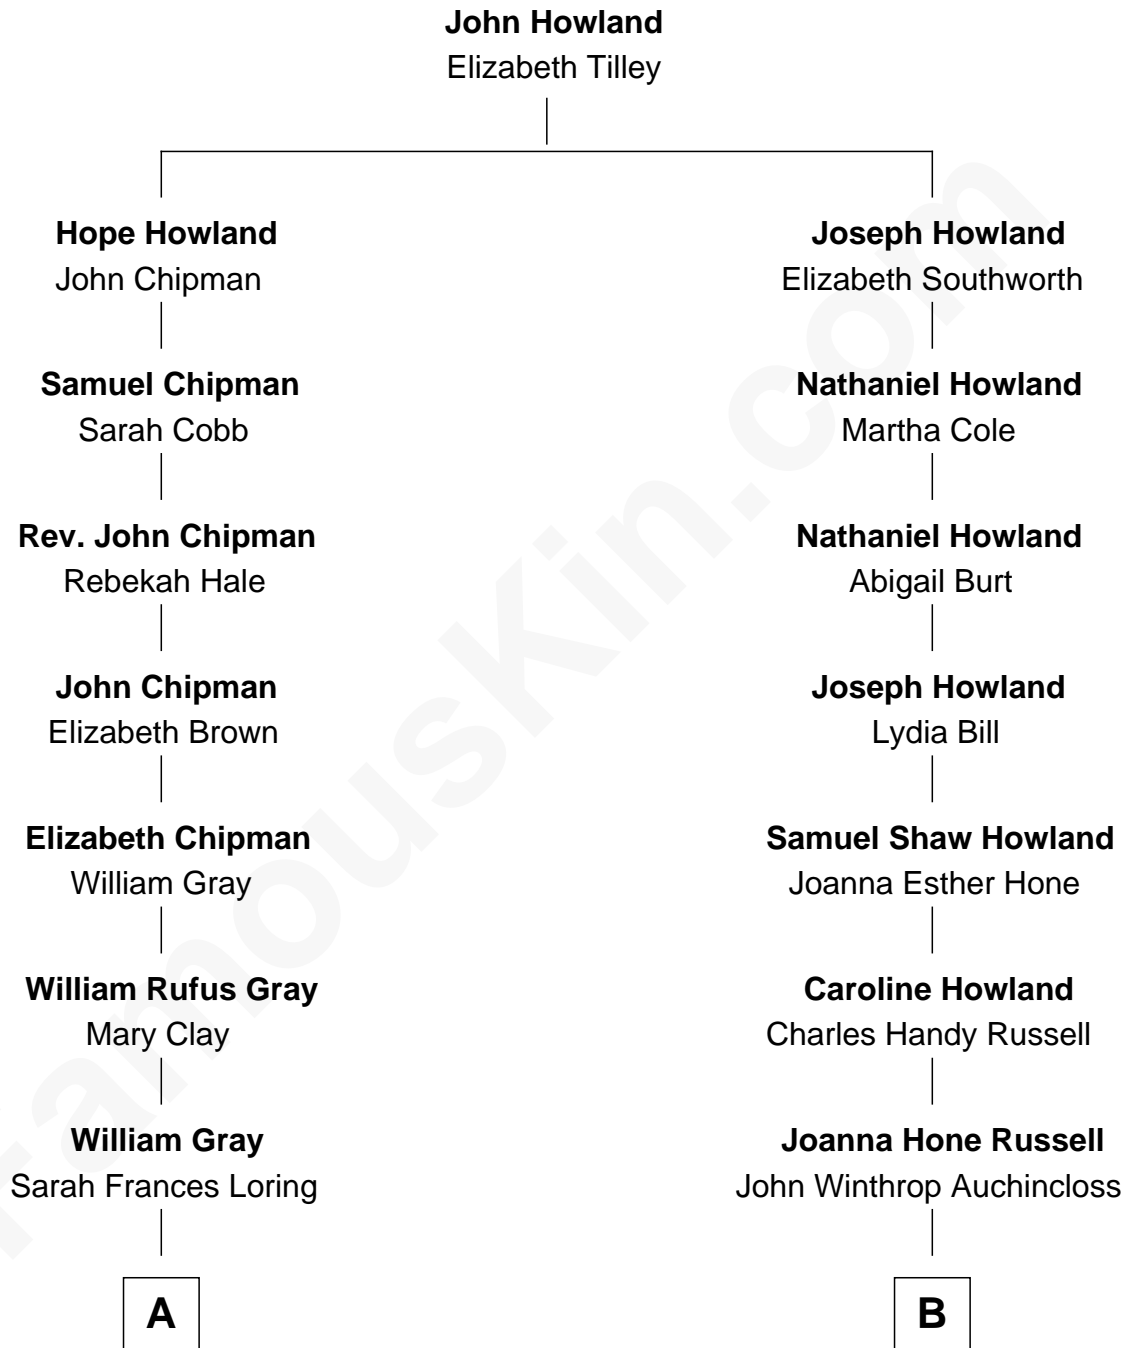 John Howland
Elizabeth Tilley
Hope Howland
John Chipman
Joseph Howland
Elizabeth Southworth
Samuel Chipman
Sarah Cobb
Nathaniel Howland
Martha Cole
Rev. John Chipman
Rebekah Hale
Nathaniel Howland
Abigail Burt
John Chipman
Elizabeth Brown
Joseph Howland
Lydia Bill
Elizabeth Chipman
William Gray
Samuel Shaw Howland
Joanna Esther Hone
William Rufus Gray
Mary Clay
Caroline Howland
Charles Handy Russell
William Gray
Sarah Frances Loring
Joanna Hone Russell
John Winthrop Auchincloss
A
B
FamousKin.com